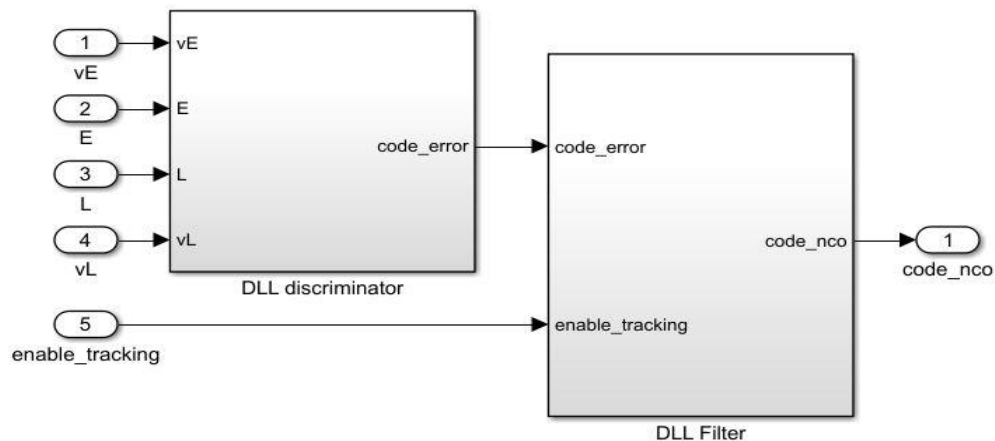 1
vE
2
E
3
L
4
vL
5
enable_tracking
vE
E
L
vL
code_error
DLL discriminator
code_error
enable_tracking
code_nco
DLL Filter
1
code_nco